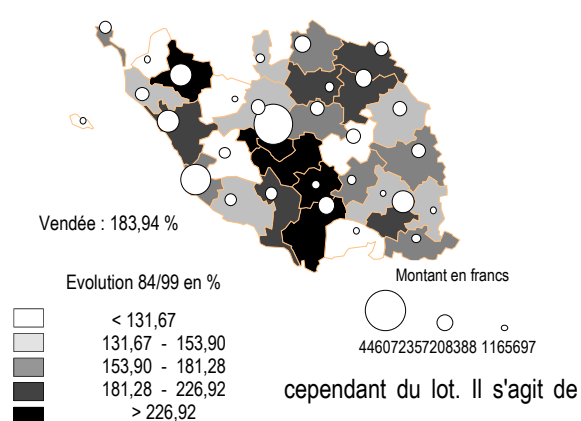 Vendée : 183,94 %
Evolution 84/99 en %
< 131,67
131,67 - 153,90
153,90 - 181,28
181,28 - 226,92
> 226,92
Montant en francs
446072357208388 1165697
cependant du lot. Il s'agit de